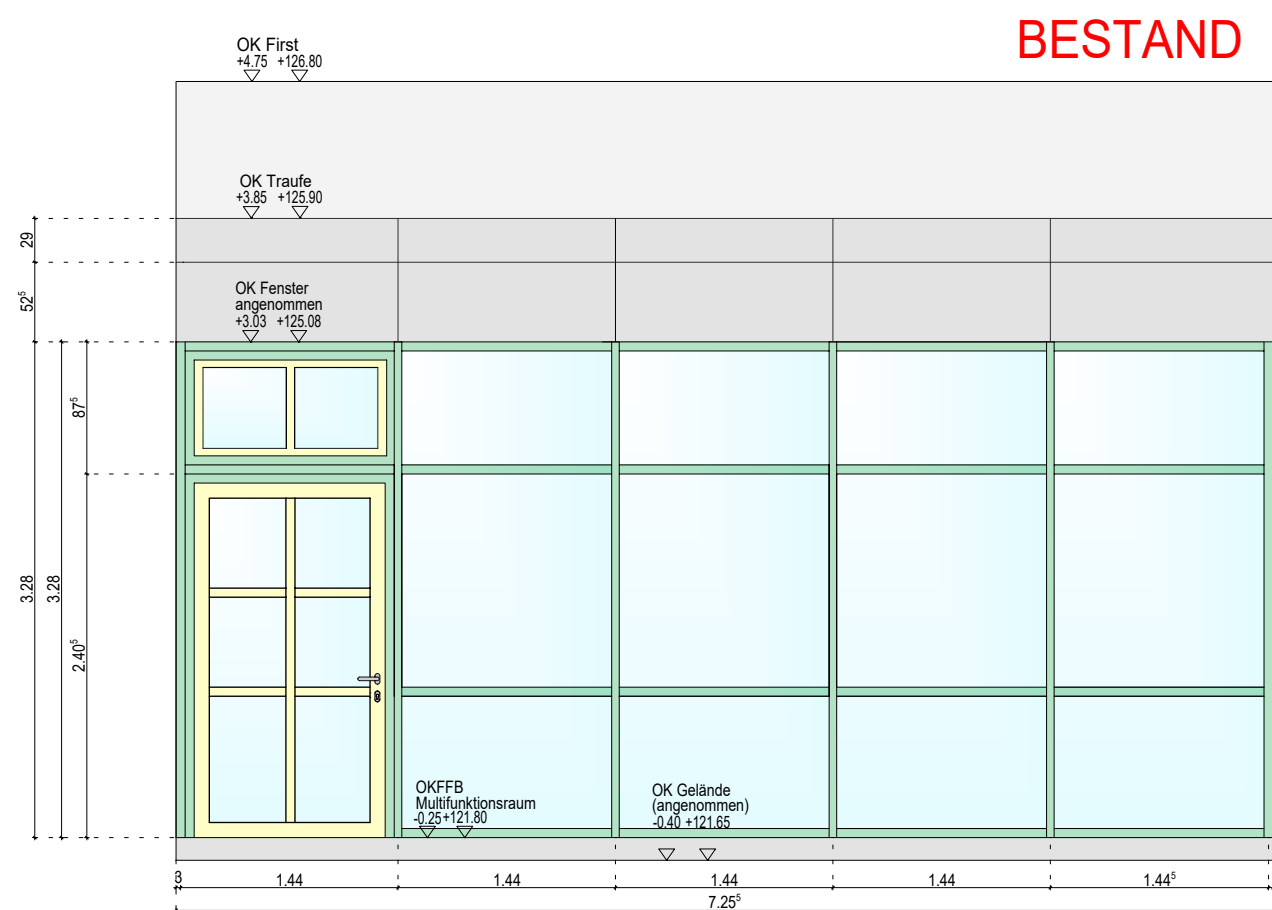 BESTAND
OK First
+4.75 +126.80
OK Traufe
+3.85 +125.90
29
52⁵
OK Fenster
angenommen
+3.03 +125.08
87⁵
3.28
3.28
2.40⁵
OKFFB
Multifunktionsraum
-0.25 +121.80
OK Gelände
(angenommen)
-0.40 +121.65
3
1.44
1.44
1.44
1.44
1.44⁵
7.25⁵